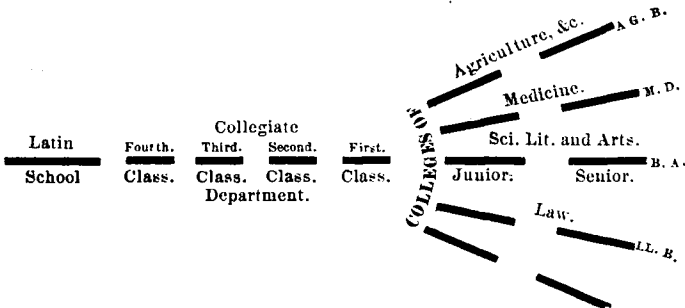 Agriculture, &c. A G. B.
Medicine. M. D.
COLLEGES OF
Sci. Lit. and Arts.
Junior. Senior. B. A.
Law. LL. B.
Latin
School
Collegiate
Fourth. Third. Second. First.
Class. Class. Class. Class.
Department.